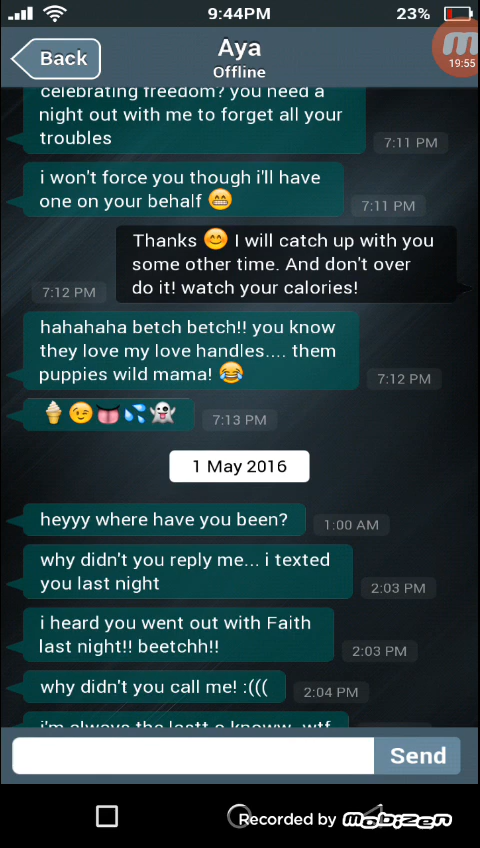 9:44PM
23%
Back
Aya
Offline
19:55
celebrating freedom? you need a
night out with me to forget all your
troubles
7:11 PM
i won't force you though i'll have
one on your behalf 😁
7:11 PM
Thanks 😊 I will catch up with you
some other time. And don't over
do it! watch your calories!
7:12 PM
hahahaha betch betch!! you know
they love my love handles.... them
puppies wild mama! 😂
7:12 PM
🍦😉👅💦👻
7:13 PM
1 May 2016
heyyy where have you been?
1:00 AM
why didn't you reply me... i texted
you last night
2:03 PM
i heard you went out with Faith
last night!! beetchh!!
2:03 PM
why didn't you call me! :(((
2:04 PM
i'm always the lastt o knoww wtf
Send
Recorded by Mobizen